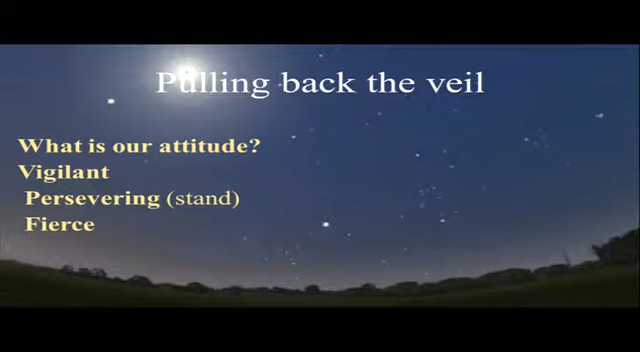 Pulling back the veil
What is our attitude?
Vigilant
Persevering (stand)
Fierce